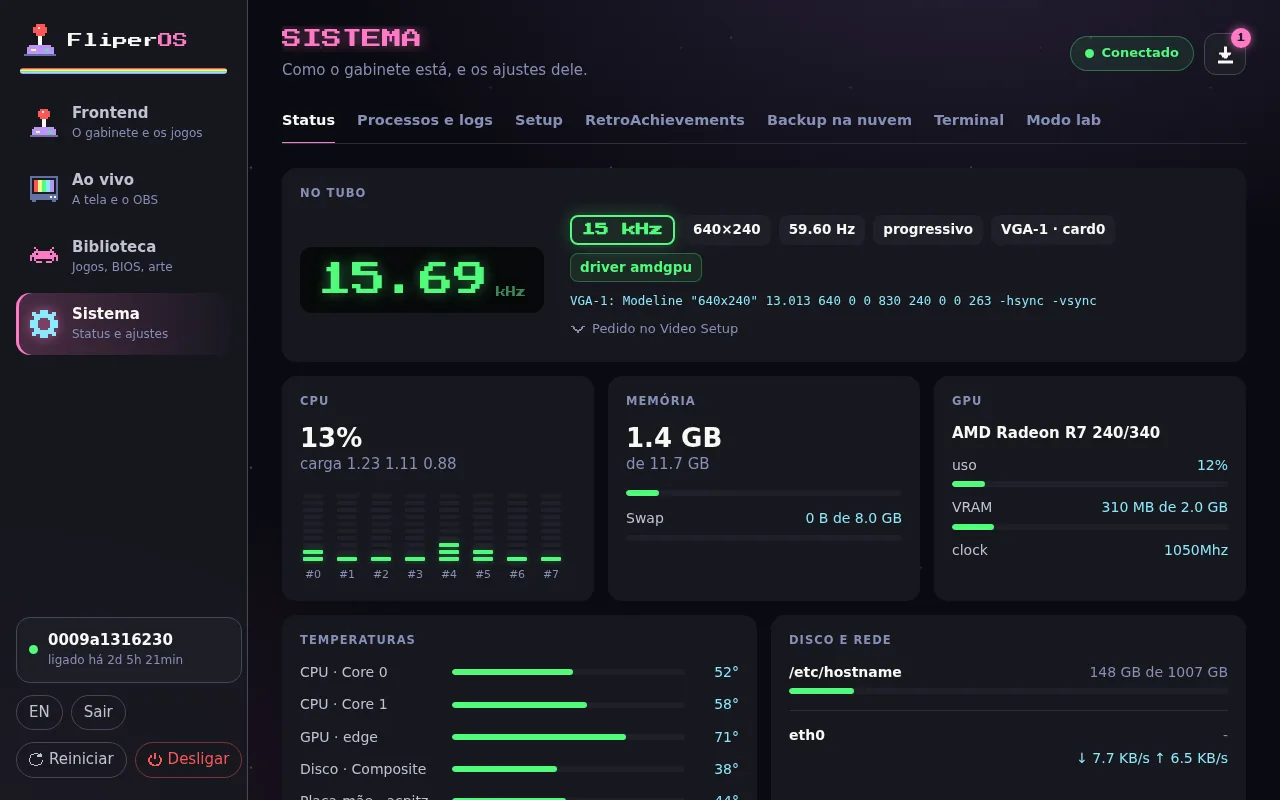 FliperOS
Frontend
O gabinete e os jogos
Ao vivo
A tela e o OBS
Biblioteca
Jogos, BIOS, arte
Sistema
Status e ajustes
0009a1316230
ligado há 2d 5h 21min
EN
Sair
Reiniciar
Desligar
SISTEMA
Como o gabinete está, e os ajustes dele.
Conectado
1
Status
Processos e logs
Setup
RetroAchievements
Backup na nuvem
Terminal
Modo lab
NO TUBO
15.69 kHz
15 kHz
640×240
59.60 Hz
progressivo
VGA-1 · card0
driver amdgpu
VGA-1: Modeline "640x240" 13.013 640 0 0 830 240 0 0 263 -hsync -vsync
Pedido no Video Setup
CPU
13%
carga 1.23 1.11 0.88
#0 #1 #2 #3 #4 #5 #6 #7
MEMÓRIA
1.4 GB
de 11.7 GB
Swap 0 B de 8.0 GB
GPU
AMD Radeon R7 240/340
uso 12%
VRAM 310 MB de 2.0 GB
clock 1050Mhz
TEMPERATURAS
CPU · Core 0 52°
CPU · Core 1 58°
GPU · edge 71°
Disco · Composite 38°
Placa-mãe · acpitz 44°
DISCO E REDE
/etc/hostname 148 GB de 1007 GB
eth0 -
↓ 7.7 KB/s ↑ 6.5 KB/s